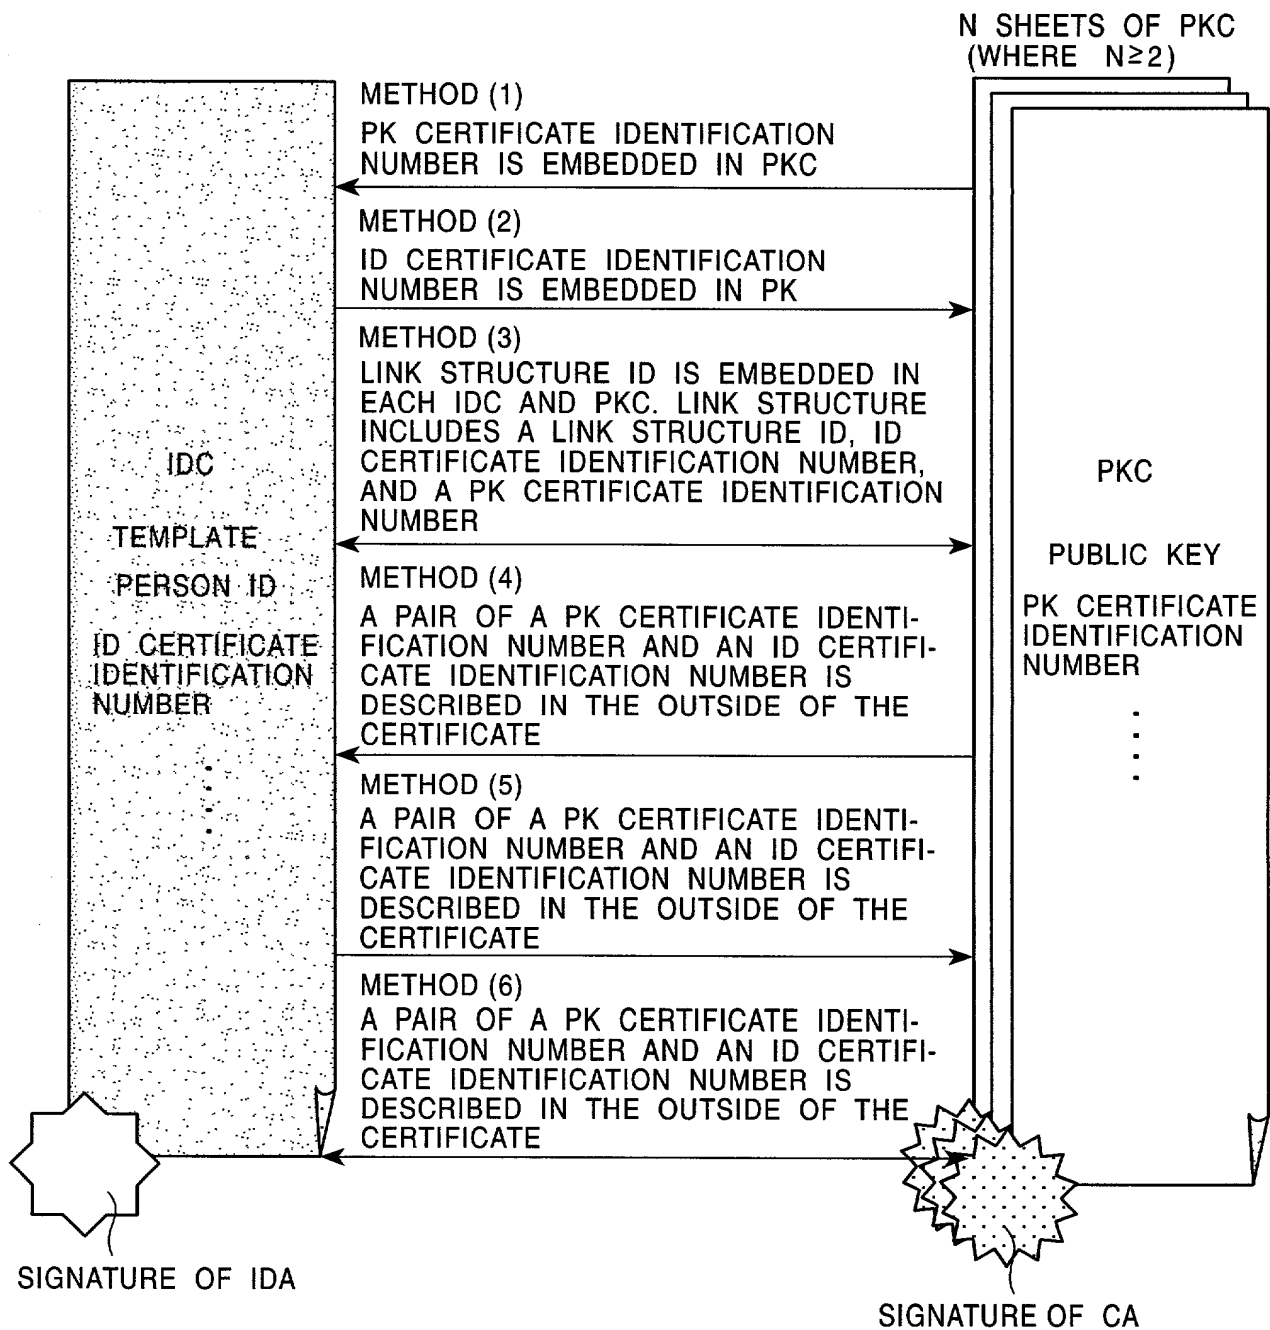 N SHEETS OF PKC
(WHERE N≥2)
METHOD (1)
PK CERTIFICATE IDENTIFICATION
NUMBER IS EMBEDDED IN PKC
METHOD (2)
ID CERTIFICATE IDENTIFICATION
NUMBER IS EMBEDDED IN PK
METHOD (3)
LINK STRUCTURE ID IS EMBEDDED IN
EACH IDC AND PKC. LINK STRUCTURE
INCLUDES A LINK STRUCTURE ID, ID
CERTIFICATE IDENTIFICATION NUMBER,
AND A PK CERTIFICATE IDENTIFICATION
NUMBER
METHOD (4)
A PAIR OF A PK CERTIFICATE IDENTI-
FICATION NUMBER AND AN ID CERTIFI-
CATE IDENTIFICATION NUMBER IS
DESCRIBED IN THE OUTSIDE OF THE
CERTIFICATE
METHOD (5)
A PAIR OF A PK CERTIFICATE IDENTI-
FICATION NUMBER AND AN ID CERTIFI-
CATE IDENTIFICATION NUMBER IS
DESCRIBED IN THE OUTSIDE OF THE
CERTIFICATE
METHOD (6)
A PAIR OF A PK CERTIFICATE IDENTI-
FICATION NUMBER AND AN ID CERTIFI-
CATE IDENTIFICATION NUMBER IS
DESCRIBED IN THE OUTSIDE OF THE
CERTIFICATE
IDC
TEMPLATE
PERSON ID
ID CERTIFICATE
IDENTIFICATION
NUMBER
PKC
PUBLIC KEY
PK CERTIFICATE
IDENTIFICATION
NUMBER
SIGNATURE OF IDA
SIGNATURE OF CA